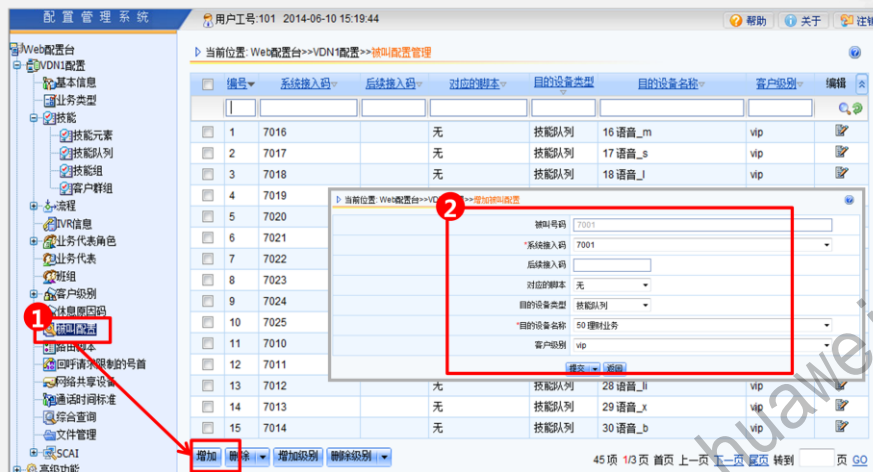 配置管理系统
用户工号:101 2014-06-10 15:19:44
帮助 关于 注销
Web配置台
VDN1配置
基本信息
业务类型
技能
技能元素
技能队列
技能组
客户群组
流程
IVR信息
业务代表角色
业务代表
班组
客户级别
休息原因码
被叫配置
路由脚本
回呼请求限制的号首
网络共享设备
通话时间标准
综合查询
文件管理
SCAI
高级功能
1
当前位置: Web配置台>>VDN1配置>>被叫配置管理
编号 系统接入码 后续接入码 对应的脚本 目的设备类型 目的设备名称 客户级别 编辑
1 7016 无 技能队列 16 语音_m vip
2 7017 无 技能队列 17 语音_s vip
3 7018 无 技能队列 18 语音_l vip
4 7019
5 7020
6 7021
7 7022
8 7023
9 7024
10 7025
11 7010
12 7011
13 7012 无 技能队列 28 语音_li vip
14 7013 无 技能队列 29 语音_x vip
15 7014 无 技能队列 30 语音_b vip
增加 删除 增加级别 删除级别
45 项 1/3 页 首页 上一页 下一页 尾页 转到 页 GO
2
当前位置: Web配置台>>VD >>增加被叫配置
被叫号码 7001
*系统接入码 7001
后续接入码
对应的脚本 无
目的设备类型 技能队列
*目的设备名称 50 理财业务
客户级别 vip
提交 返回
huawei